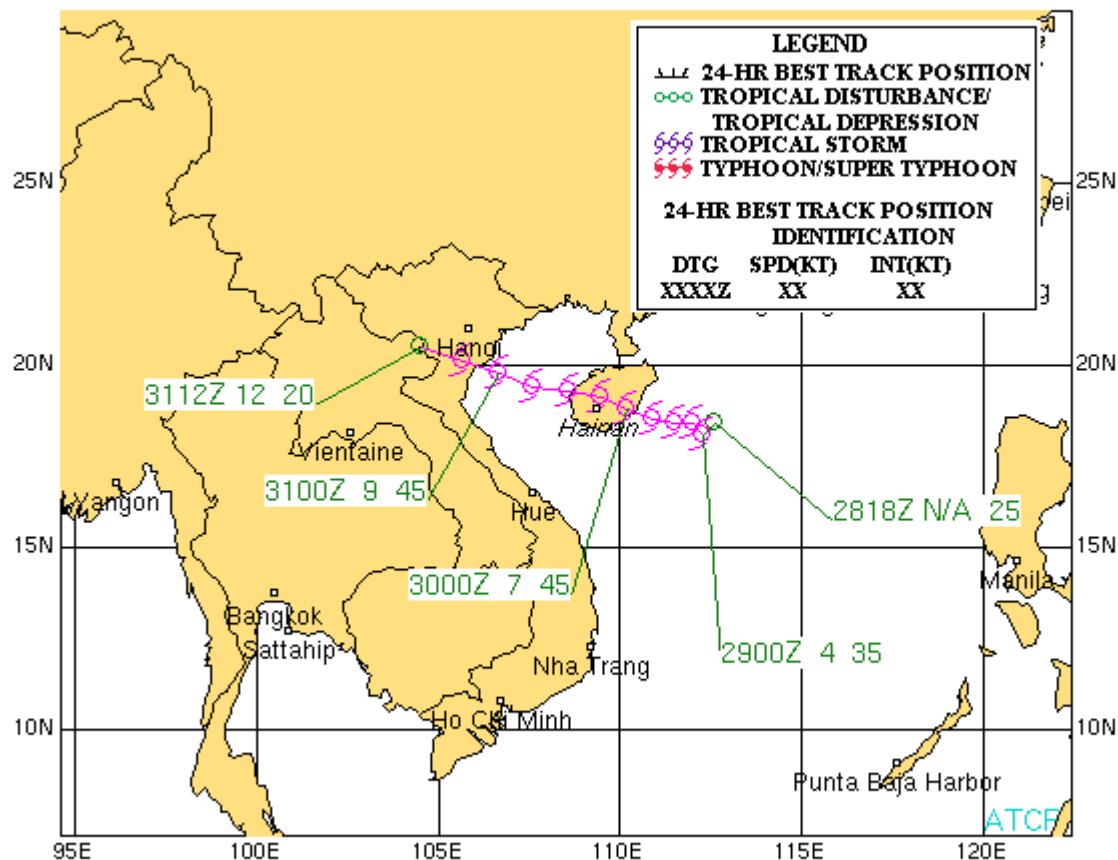 LEGEND
24-HR BEST TRACK POSITION
TROPICAL DISTURBANCE/
TROPICAL DEPRESSION
TROPICAL STORM
TYPHOON/SUPER TYPHOON
24-HR BEST TRACK POSITION
IDENTIFICATION
DTG SPD(KT) INT(KT)
XXXXZ XX XX
25N 25N
20N 20N
15N 15N
10N 10N
Hanoi
3112Z 12 20
Hainan
Vientaine
3100Z 9 45
Yangon
Hue
2818Z N/A 25
3000Z 7 45
Manila
Bangkok
Sattahip
2900Z 4 35
Nha Trang
Ho Chi Minh
Punta Baja Harbor
ATCF
95E 100E 105E 110E 115E 120E